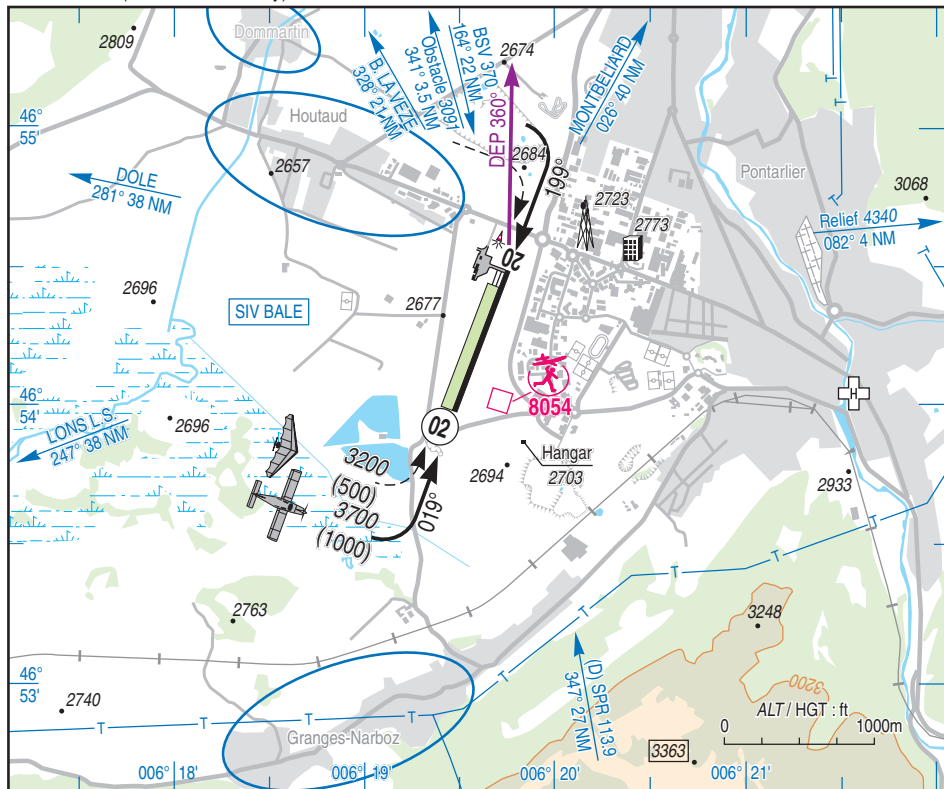 2809
Dommartin
B. LA VEZE
328° 21 NM
Obstacle 3091
341° 3.5 NM
BSV 370
164° 22 NM
2674
DEP 360°
MONTBELIARD
026° 40 NM
46°
55'
Houtaud
2657
2684
199°
DOLE
281° 38 NM
2723
2773
Pontarlier
3068
Relief 4340
082° 4 NM
20
2696
SIV BALE
2677
46°
54'
8054
H
02
2696
LONS L.S.
247° 38 NM
Hangar
2703
2694
2933
3200
(500)
3700
(1000)
019°
2763
3248
46°
53'
2740
T
T
T
T
T
T
T
T
T
(D) SPR 113.9
347° 27 NM
3200
ALT / HGT : ft
0
1000m
Granges-Narboz
3363
006° 18'
006° 19'
006° 20'
006° 21'